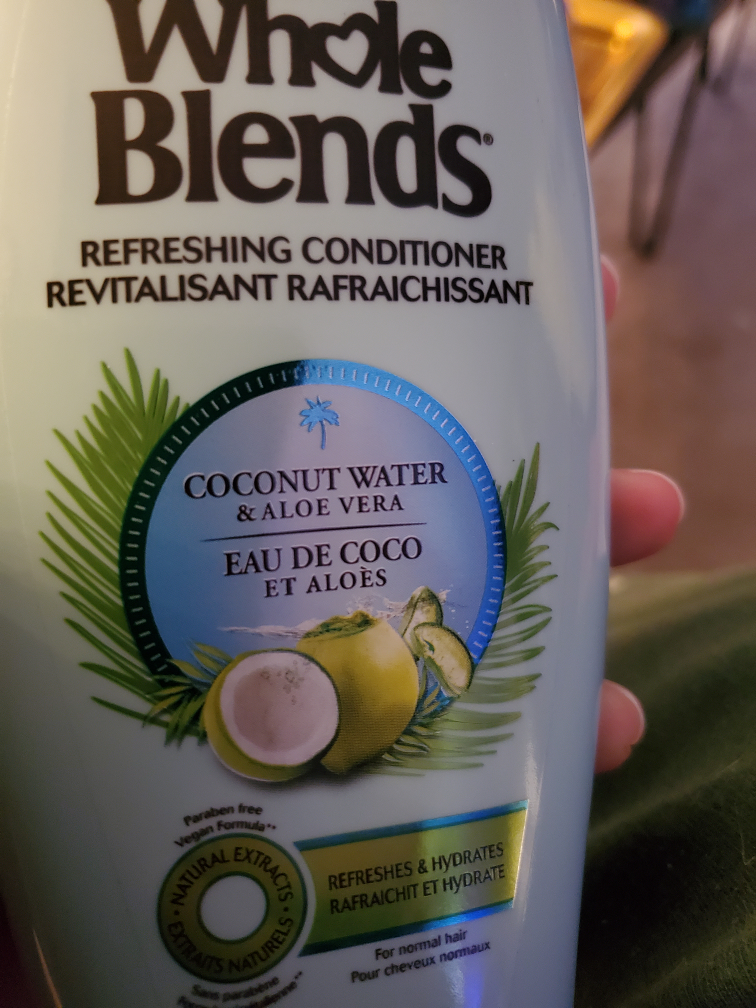 Whole
Blends®
REFRESHING CONDITIONER
REVITALISANT RAFRAICHISSANT
COCONUT WATER
& ALOE VERA
EAU DE COCO
ET ALOÈS
Paraben free
Vegan Formula**
• NATURAL EXTRACTS •
EXTRAITS NATURELS
REFRESHES & HYDRATES
RAFRAICHIT ET HYDRATE
For normal hair
Pour cheveux normaux
Sans parabène